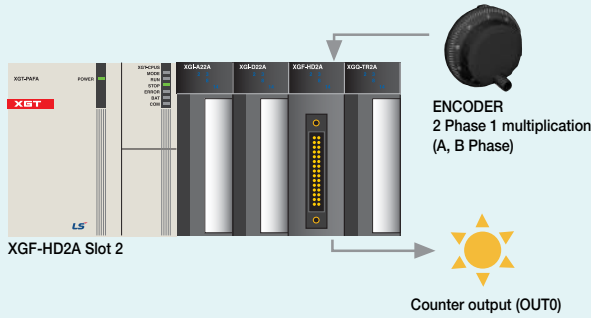 XGT-PAFA
POWER
XGT-CPUS
MODE
RUN
STOP
ERROR
BAT
COM
XGI-A22A
XGI-D22A
XGF-HD2A
XGQ-TR2A
XGT
LS
XGF-HD2A Slot 2
ENCODER
2 Phase 1 multiplication
(A, B Phase)
Counter output (OUT0)